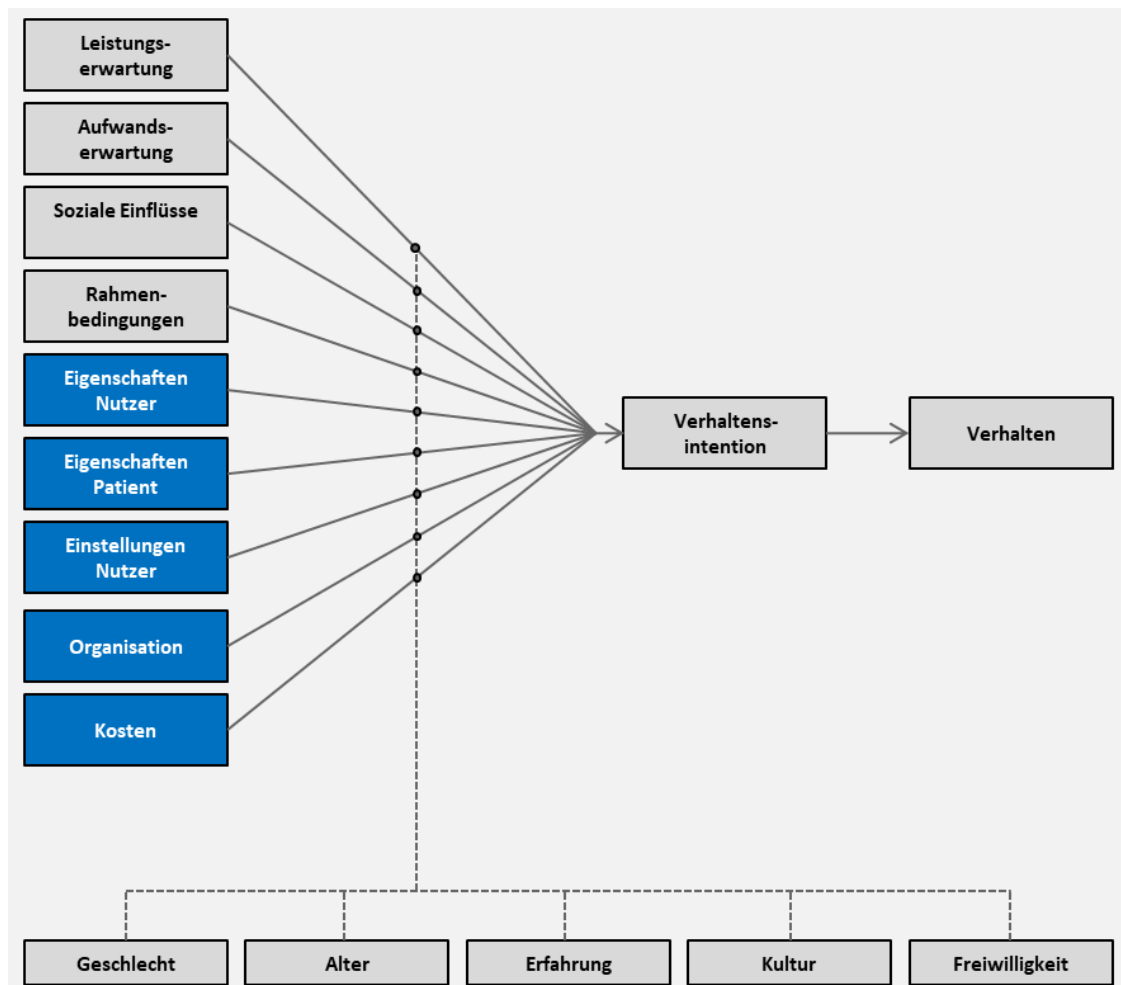 Leistungs-
erwartung
Aufwands-
erwartung
Soziale Einflüsse
Rahmen-
bedingungen
Eigenschaften
Nutzer
Eigenschaften
Patient
Einstellungen
Nutzer
Organisation
Kosten
Verhaltens-
intention
Verhalten
Geschlecht
Alter
Erfahrung
Kultur
Freiwilligkeit